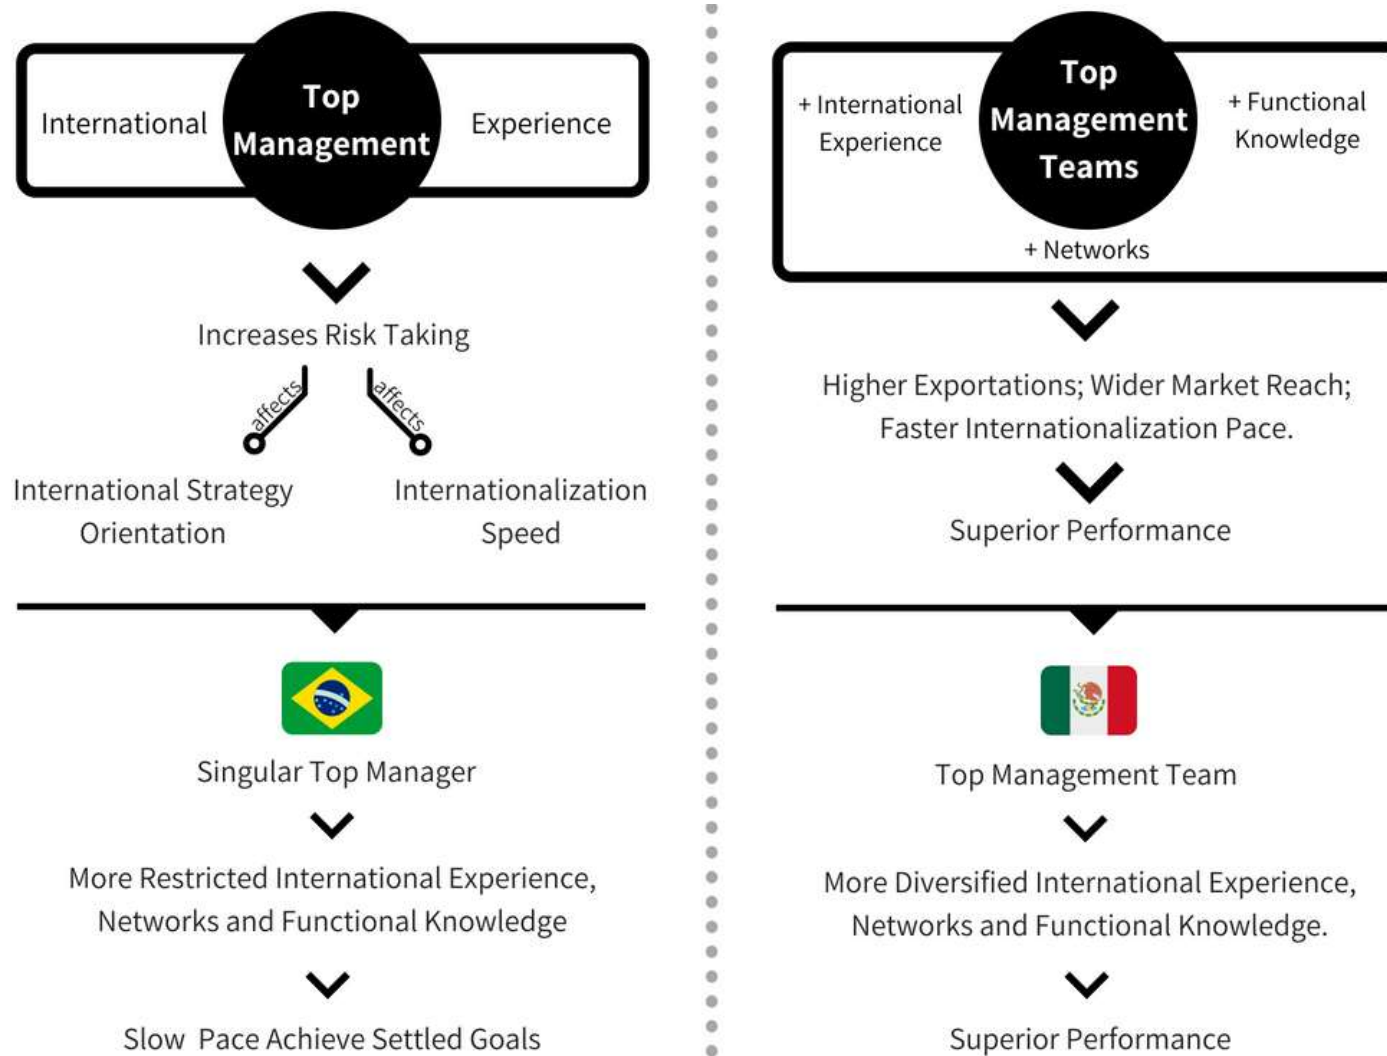 International
Top
Management
Experience
Increases Risk Taking
affects
affects
International Strategy
Orientation
Internationalization
Speed
Singular Top Manager
More Restricted International Experience,
Networks and Functional Knowledge
Slow Pace Achieve Settled Goals
+ International
Experience
Top
Management
Teams
+ Functional
Knowledge
+ Networks
Higher Exportations; Wider Market Reach;
Faster Internationalization Pace.
Superior Performance
Top Management Team
More Diversified International Experience,
Networks and Functional Knowledge.
Superior Performance